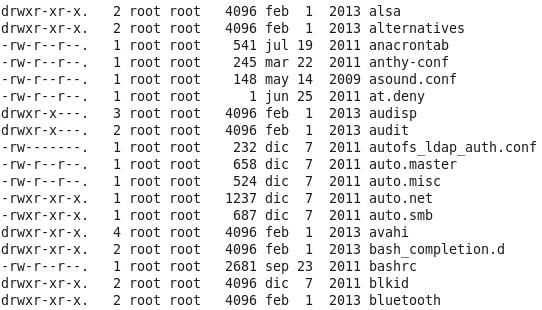 drwxr-xr-x.   2 root root   4096 feb  1  2013 alsa
drwxr-xr-x.   2 root root   4096 feb  1  2013 alternatives
-rw-r--r--.   1 root root    541 jul 19  2011 anacrontab
-rw-r--r--.   1 root root    245 mar 22  2011 anthy-conf
-rw-r--r--.   1 root root    148 may 14  2009 asound.conf
-rw-r--r--.   1 root root      1 jun 25  2011 at.deny
drwxr-x---.   3 root root   4096 feb  1  2013 audisp
drwxr-x---.   2 root root   4096 feb  1  2013 audit
-rw-------.   1 root root    232 dic  7  2011 autofs_ldap_auth.conf
-rw-r--r--.   1 root root    658 dic  7  2011 auto.master
-rw-r--r--.   1 root root    524 dic  7  2011 auto.misc
-rwxr-xr-x.   1 root root   1237 dic  7  2011 auto.net
-rwxr-xr-x.   1 root root    687 dic  7  2011 auto.smb
drwxr-xr-x.   4 root root   4096 feb  1  2013 avahi
drwxr-xr-x.   2 root root   4096 feb  1  2013 bash_completion.d
-rw-r--r--.   1 root root   2681 sep 23  2011 bashrc
drwxr-xr-x.   2 root root   4096 dic  7  2011 blkid
drwxr-xr-x.   2 root root   4096 feb  1  2013 bluetooth